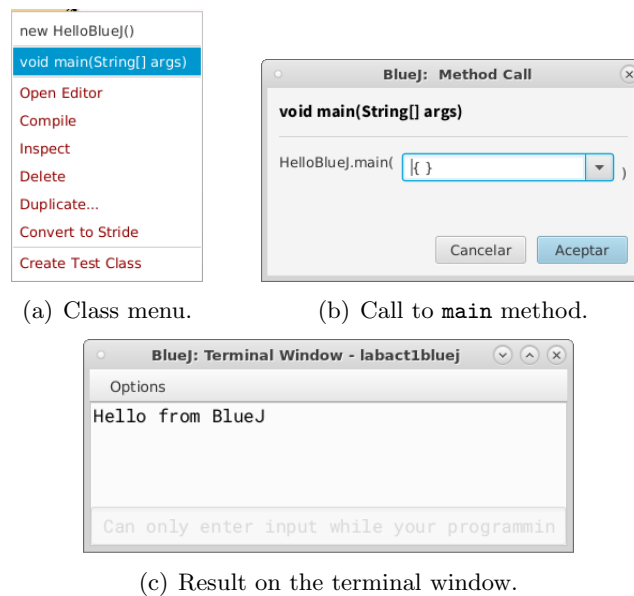 new HelloBlueJ()
void main(String[] args)
Open Editor
Compile
Inspect
Delete
Duplicate...
Convert to Stride
Create Test Class
(a) Class menu.
BlueJ: Method Call
void main(String[] args)
HelloBlueJ.main( { } )
Cancelar Aceptar
(b) Call to main method.
BlueJ: Terminal Window - labact1bluej
Options
Hello from BlueJ
Can only enter input while your programmin
(c) Result on the terminal window.